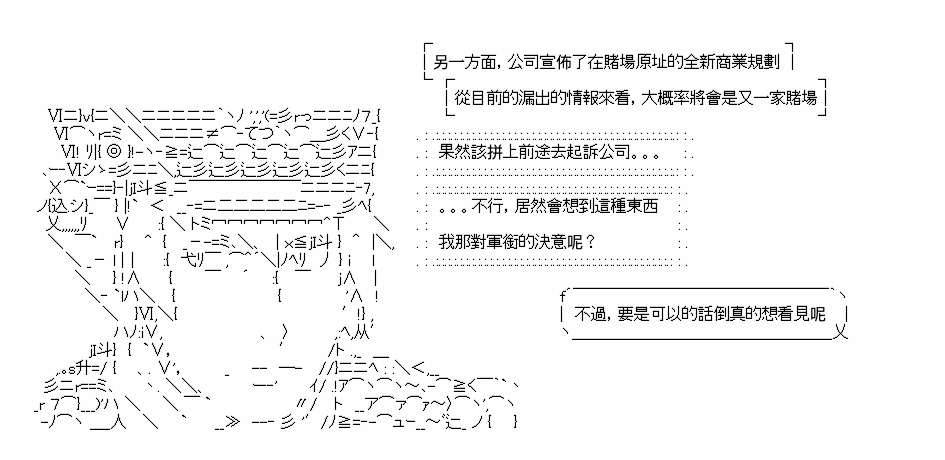 另一方面，公司宣佈了在賭場原址的全新商業規劃
從目前的漏出的情報來看，大概率將會是又一家賭場
果然該拼上前途去起訴公司。。。
。。。不行，居然會想到這種東西
我那對軍銜的決意呢？
不過，要是可以的話倒真的想看見呢